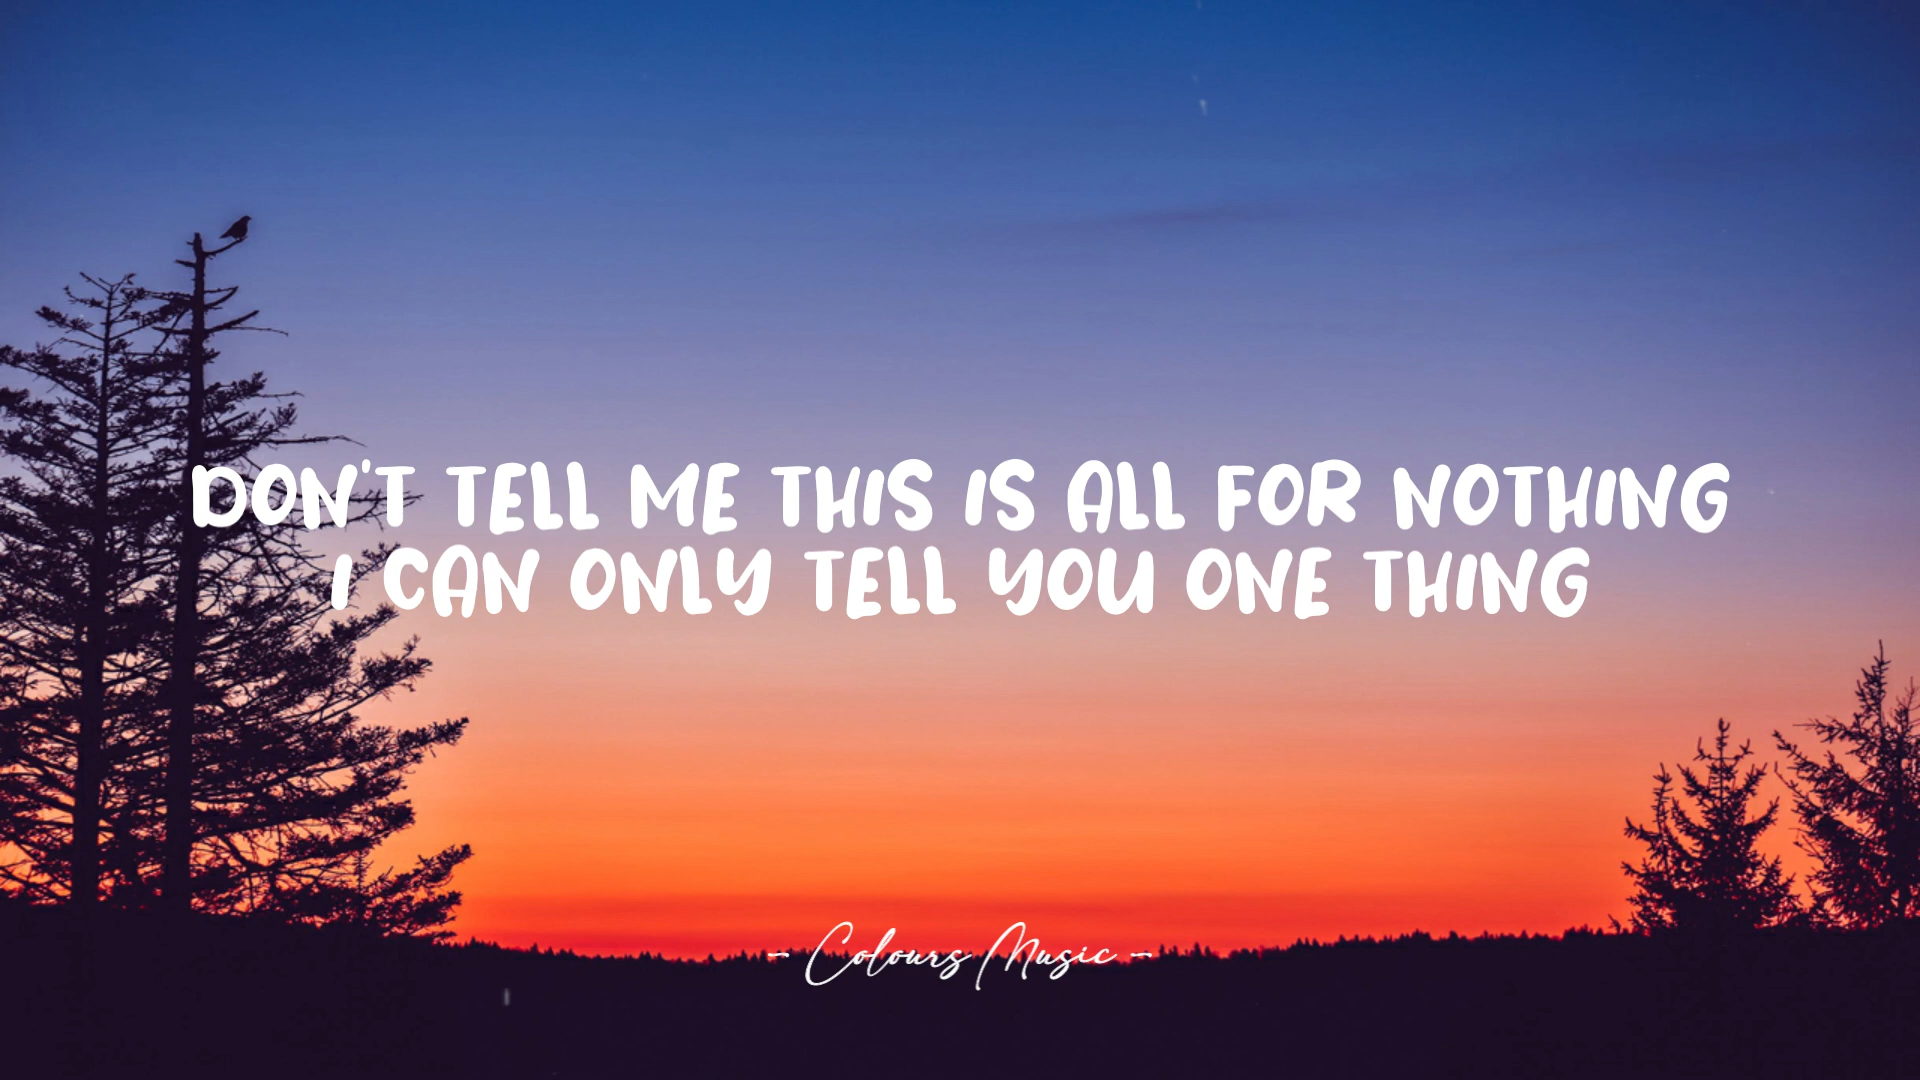 DON'T TELL ME THIS IS ALL FOR NOTHING
I CAN ONLY TELL YOU ONE THING
- Colours Music -